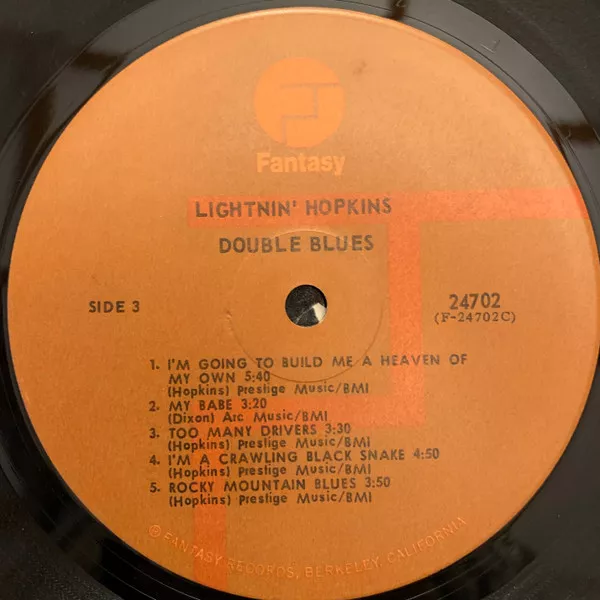 Fantasy
LIGHTNIN' HOPKINS
DOUBLE BLUES
SIDE 3
24702
(F-24702C)
1. I'M GOING TO BUILD ME A HEAVEN OF
MY OWN 5:40
(Hopkins) Prestige Music/BMI
2. MY BABE 3:20
(Dixon) Arc Music/BMI
3. TOO MANY DRIVERS 3:30
(Hopkins) Prestige Music/BMI
4. I'M A CRAWLING BLACK SNAKE 4:50
(Hopkins) Prestige Music/BMI
5. ROCKY MOUNTAIN BLUES 3:50
(Hopkins) Prestige Music/BMI
℗ FANTASY RECORDS, BERKELEY, CALIFORNIA